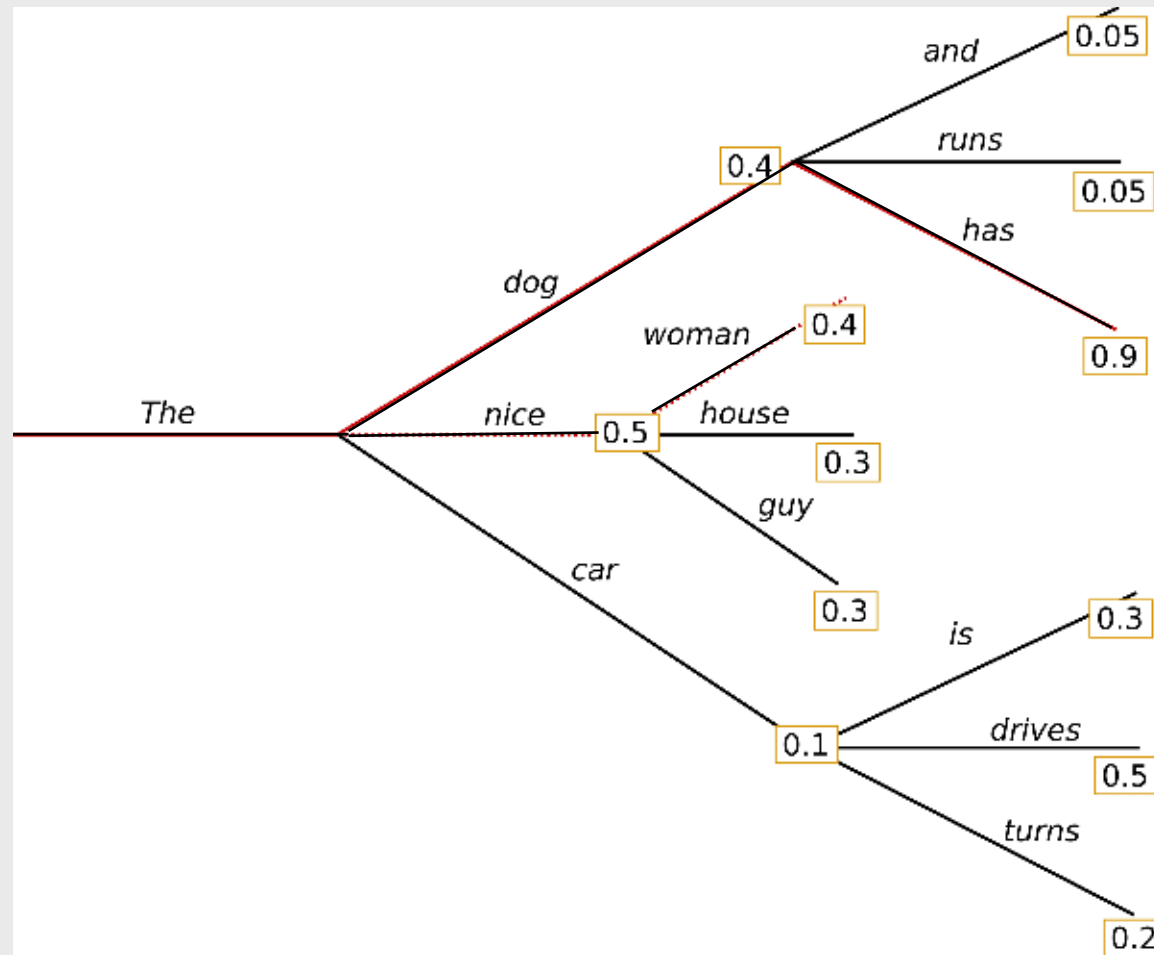 and
0.05
runs
0.4
0.05
has
dog
0.9
woman
0.4
The
nice
house
0.5
0.3
guy
car
0.3
is
0.3
drives
0.1
0.5
turns
0.2